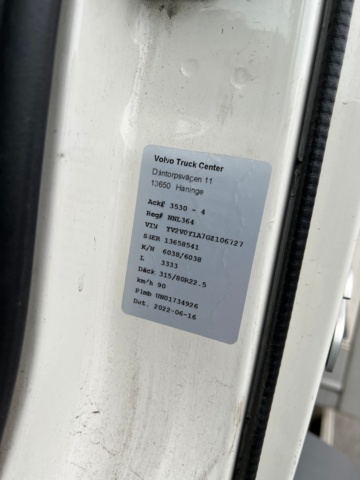 Volvo Truck Center
Däntorpsvägen 11
13650 Haninge
Ack# 3530 - 4
Reg# NNL364
VIN YV2V0Y1A7GZ106727
SJER 13658541
K/W 6038/6038
L 3333
Däck 315/80R22.5
km/h 90
Plmb UN01734926
Dat. 2022-06-16